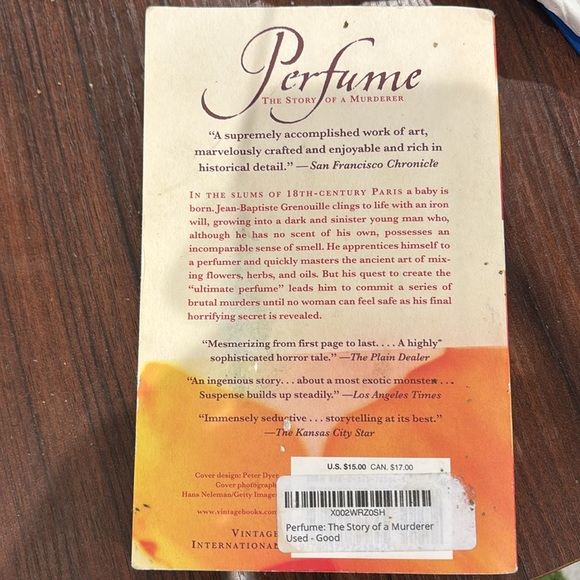 Perfume
The Story of a Murderer
“A supremely accomplished work of art,
marvelously crafted and enjoyable and rich in
historical detail.” —San Francisco Chronicle
In the slums of 18th-century Paris a baby is
born. Jean-Baptiste Grenouille clings to life with an iron
will, growing into a dark and sinister young man who,
although he has no scent of his own, possesses an
incomparable sense of smell. He apprentices himself to
a perfumer and quickly masters the ancient art of mix-
ing flowers, herbs, and oils. But his quest to create the
“ultimate perfume” leads him to commit a series of
brutal murders until no woman can feel safe as his final
horrifying secret is revealed.
“Mesmerizing from first page to last. . . . A highly
sophisticated horror tale.” —The Plain Dealer
“An ingenious story. . . about a most exotic monster. . . .
Suspense builds up steadily.” —Los Angeles Times
“Immensely seductive . . . storytelling at its best.”
—The Kansas City Star
U.S. $15.00 CAN. $17.00
Cover design: Peter Dyer
Cover photograph
Hans Neleman/Getty Images
www.vintagebooks.com
Vintage
International
X002WRZ0SH
Perfume: The Story of a Murderer
Used - Good